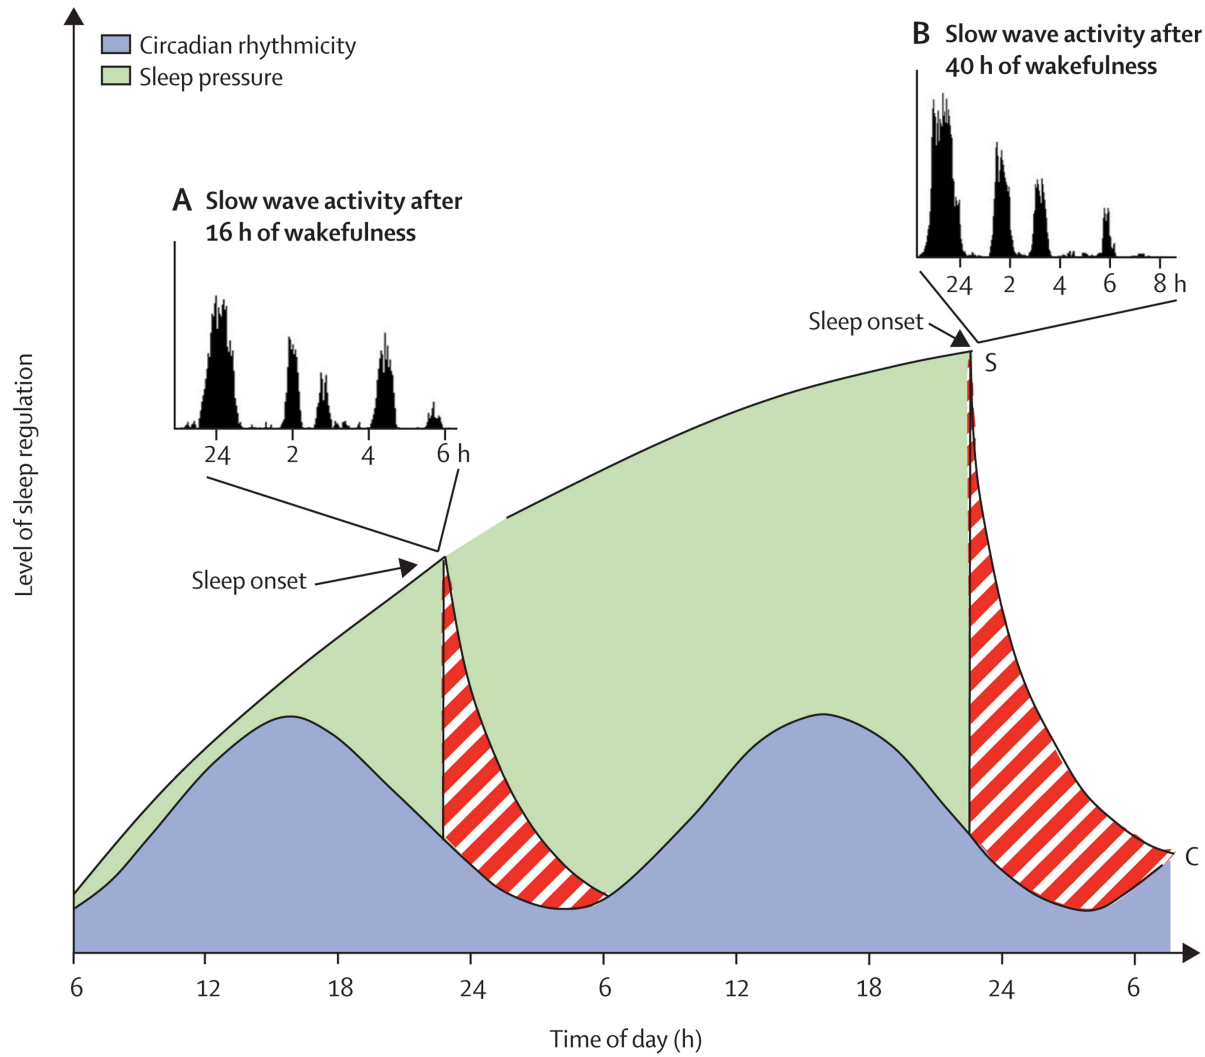 Circadian rhythmicity
Sleep pressure
B Slow wave activity after
40 h of wakefulness
24 2 4 6 8 h
A Slow wave activity after
16 h of wakefulness
24 2 4 6 h
Sleep onset
S
Sleep onset
C
Level of sleep regulation
6 12 18 24 6 12 18 24 6
Time of day (h)